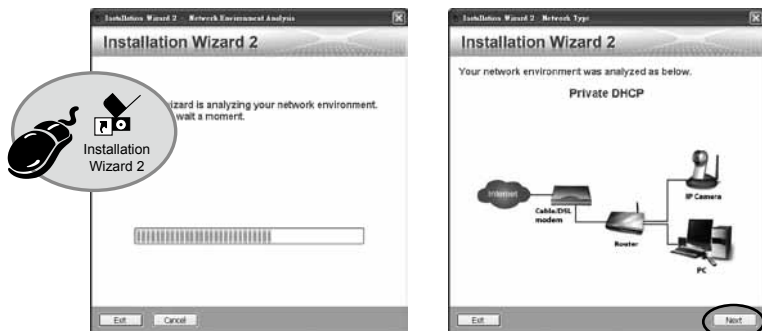 Installation Wizard 2 - Network Environment Analysis
Installation Wizard 2
wizard is analyzing your network environment.
wait a moment.
Installation
Wizard 2
Exit
Cancel
Installation Wizard 2 - Network Type
Installation Wizard 2
Your network environment was analyzed as below.
Private DHCP
Internet
Cable/DSL
modem
Router
IP Camera
PC
Exit
Next